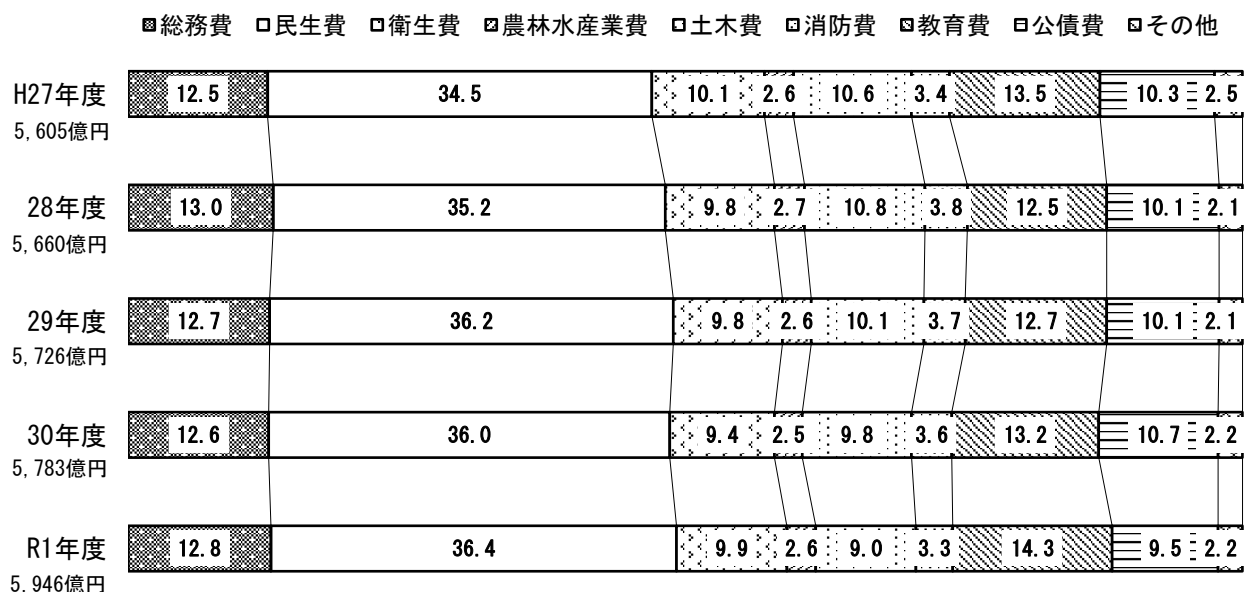 総務費 民生費 衛生費 農林水産業費 土木費 消防費 教育費 公債費 その他
H27年度 12.5 34.5 10.1 2.6 10.6 3.4 13.5 10.3 2.5
5,605億円
28年度 13.0 35.2 9.8 2.7 10.8 3.8 12.5 10.1 2.1
5,660億円
29年度 12.7 36.2 9.8 2.6 10.1 3.7 12.7 10.1 2.1
5,726億円
30年度 12.6 36.0 9.4 2.5 9.8 3.6 13.2 10.7 2.2
5,783億円
R1年度 12.8 36.4 9.9 2.6 9.0 3.3 14.3 9.5 2.2
5,946億円